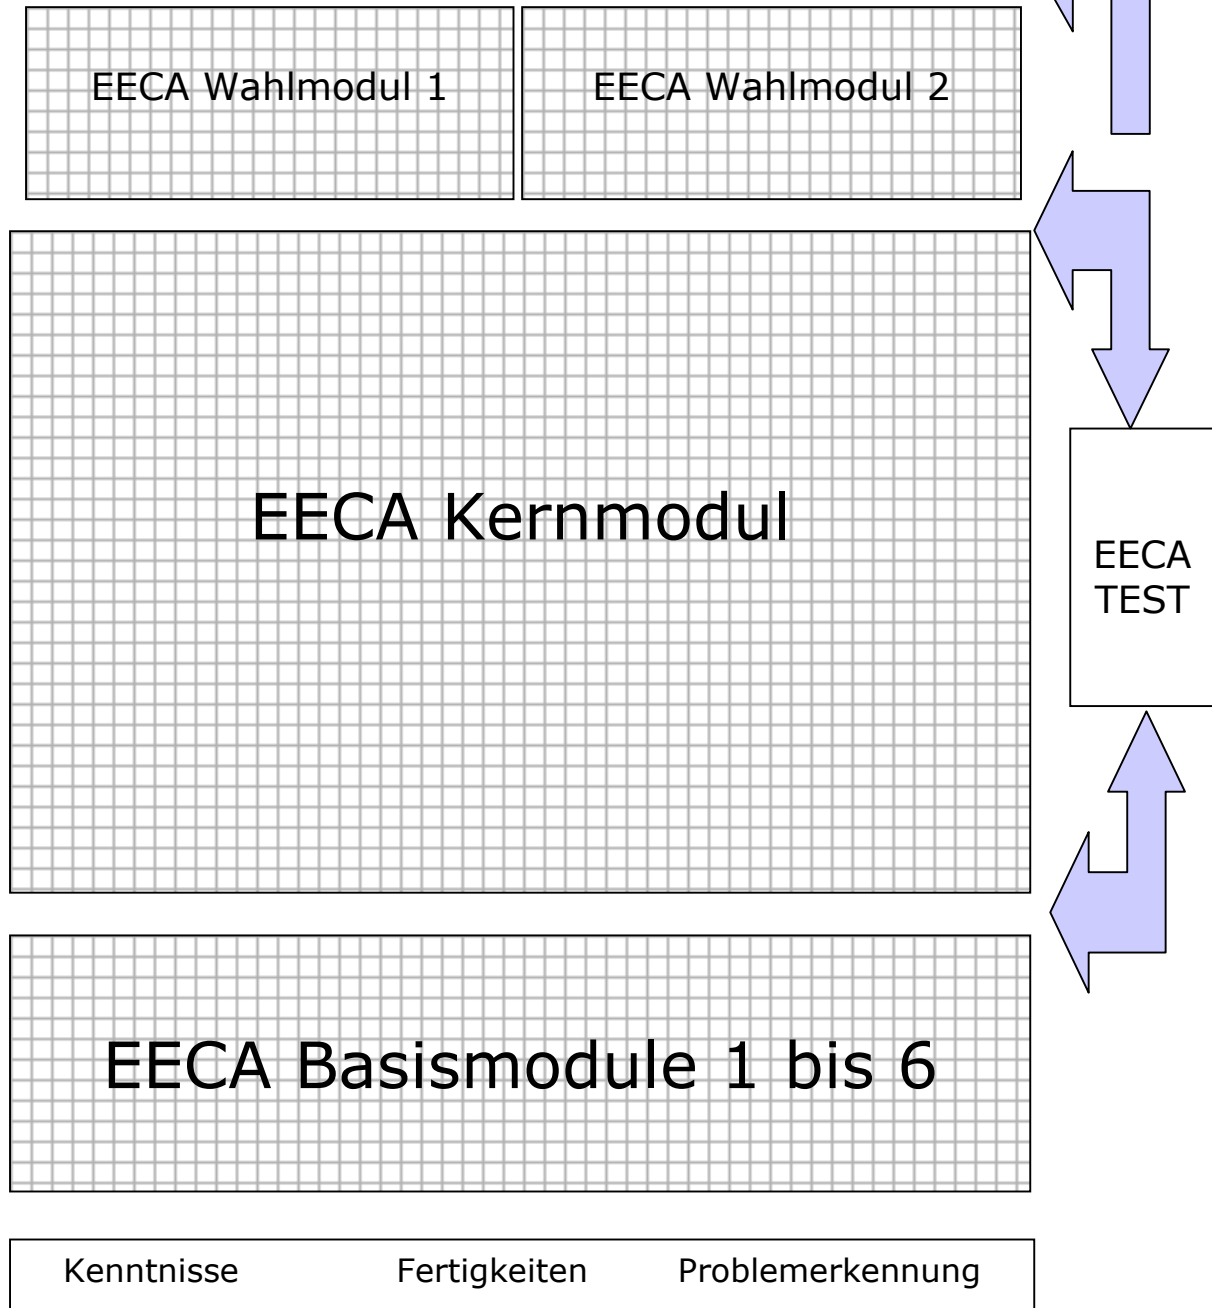 EECA Wahlmodul 1
EECA Wahlmodul 2
EECA Kernmodul
EECA
TEST
EECA Basismodule 1 bis 6
Kenntnisse Fertigkeiten Problemerkennung